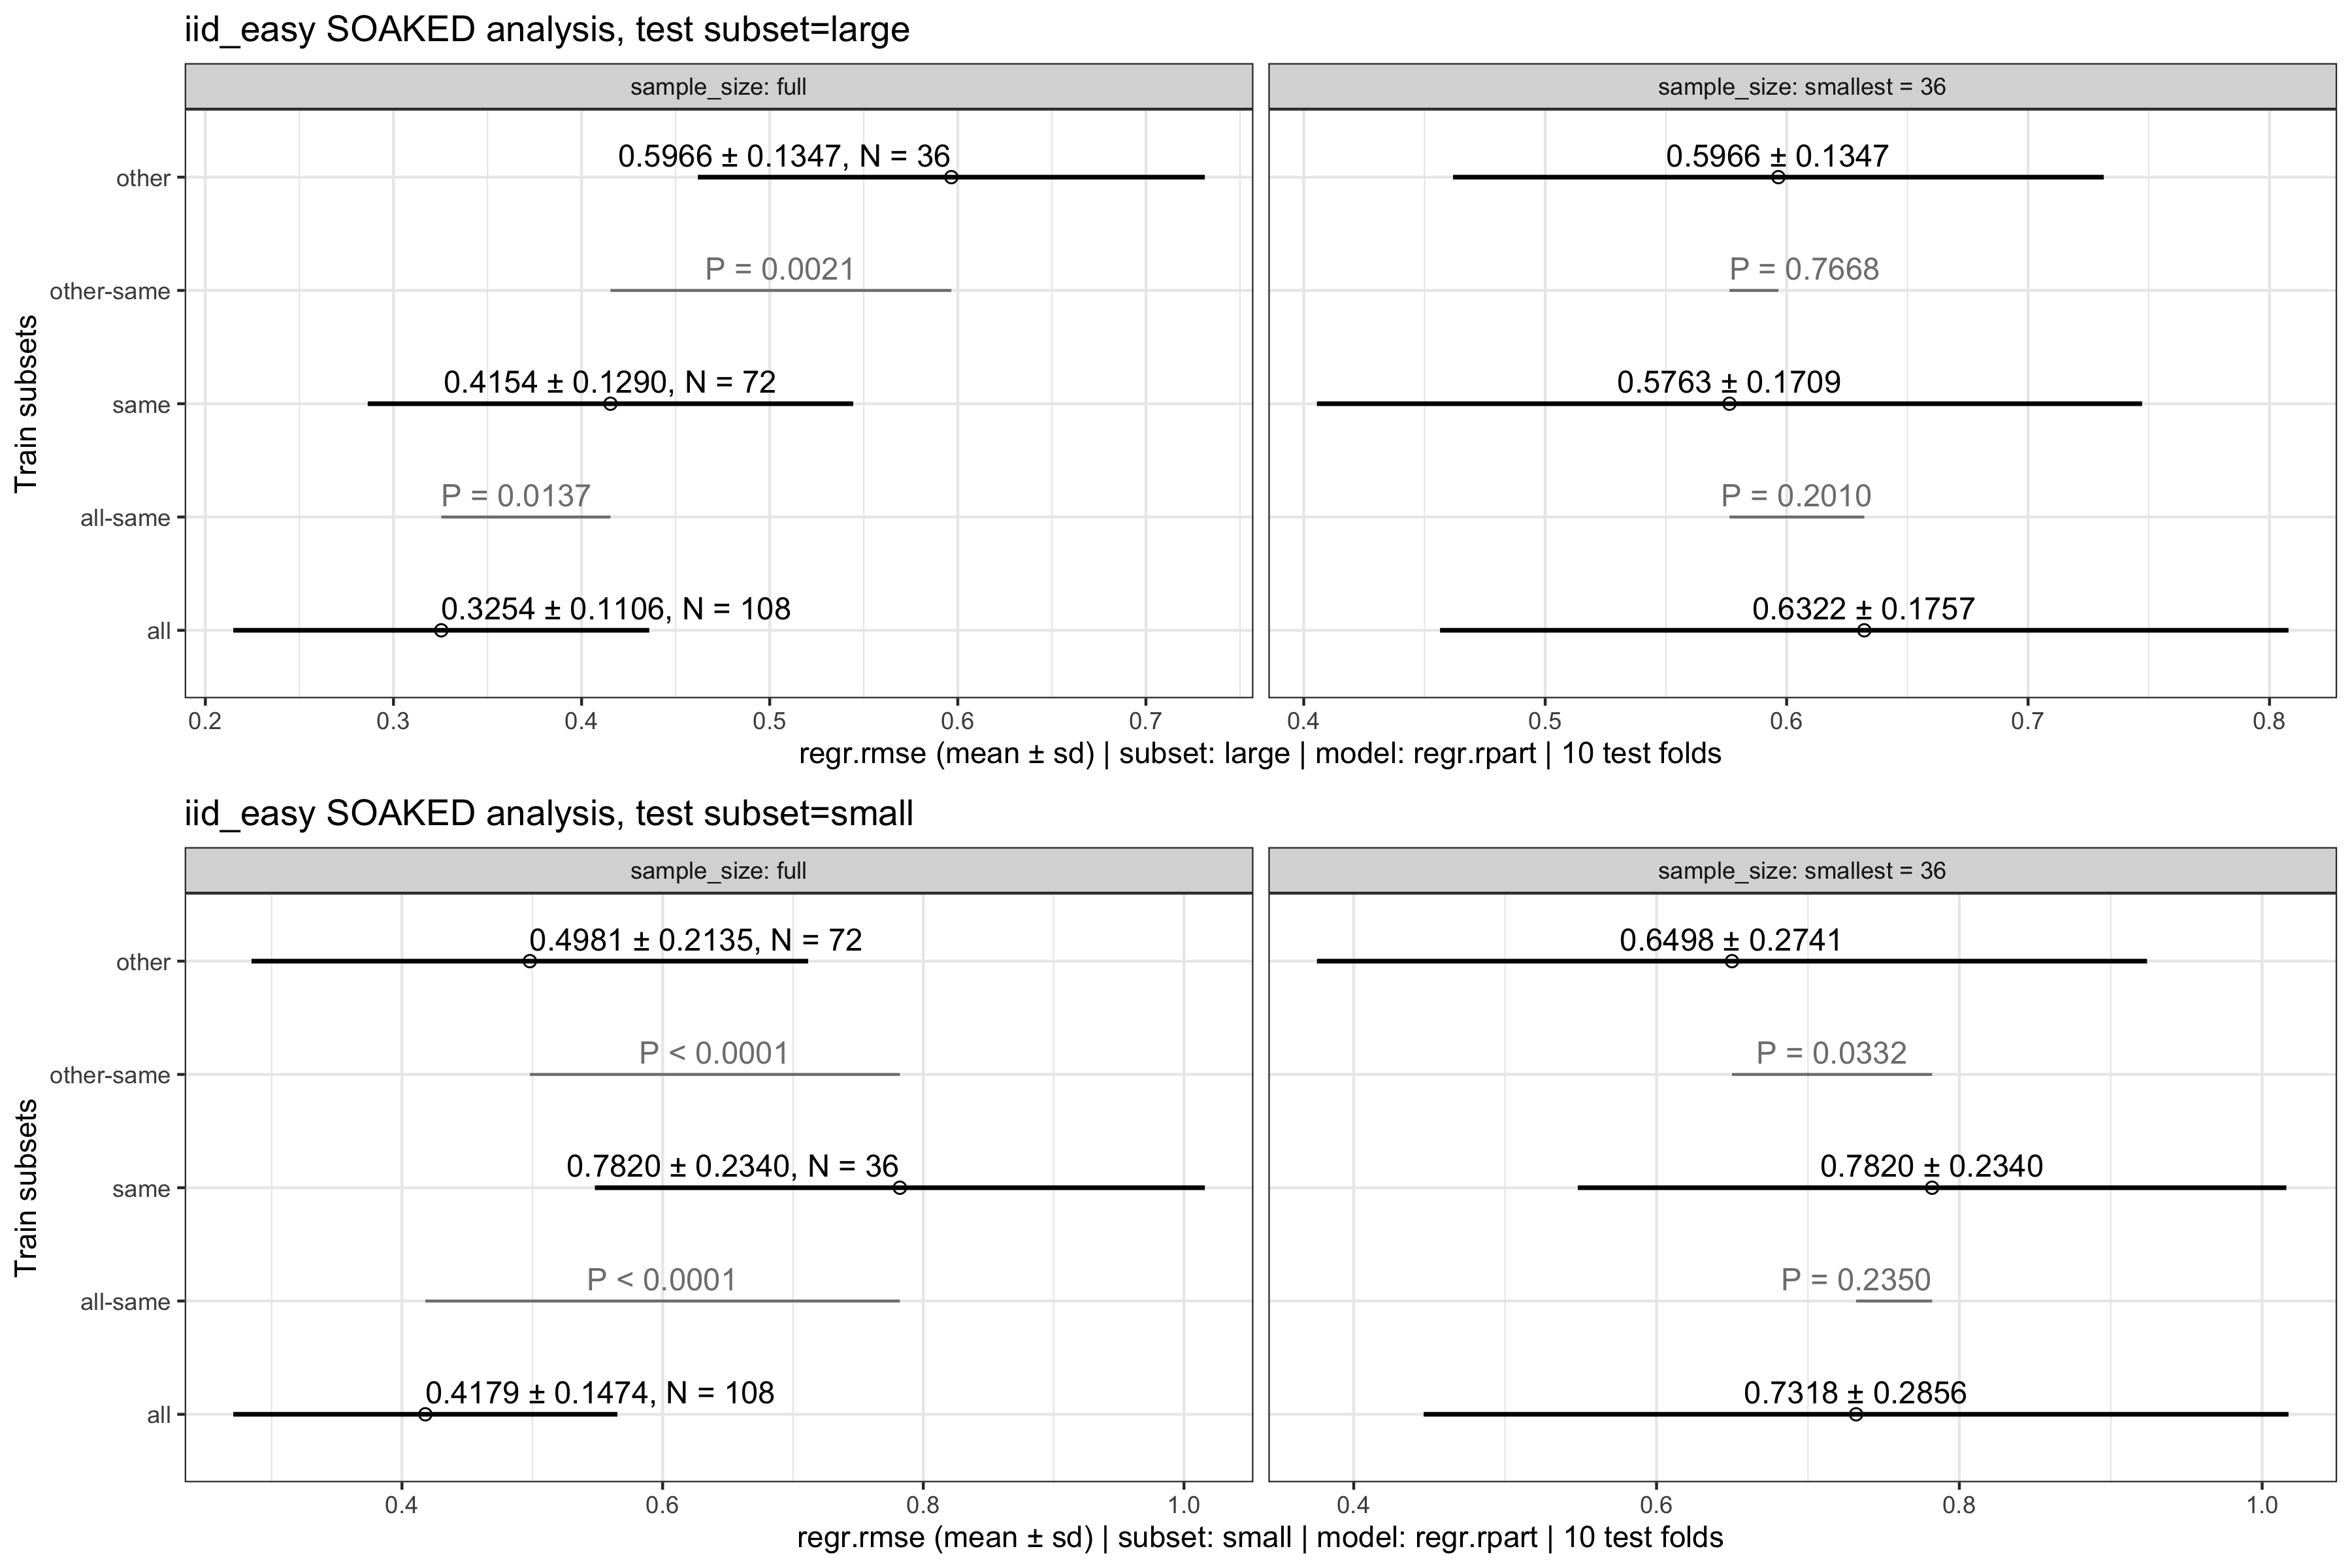 iid_easy SOAKED analysis, test subset=large
sample_size: full
sample_size: smallest = 36
Train subsets
other
other-same
same
all-same
all
0.5966 ± 0.1347, N = 36
P = 0.0021
0.4154 ± 0.1290, N = 72
P = 0.0137
0.3254 ± 0.1106, N = 108
0.5966 ± 0.1347
P = 0.7668
0.5763 ± 0.1709
P = 0.2010
0.6322 ± 0.1757
0.2 0.3 0.4 0.5 0.6 0.7
0.4 0.5 0.6 0.7 0.8
regr.rmse (mean ± sd) | subset: large | model: regr.rpart | 10 test folds
iid_easy SOAKED analysis, test subset=small
sample_size: full
sample_size: smallest = 36
Train subsets
other
other-same
same
all-same
all
0.4981 ± 0.2135, N = 72
P < 0.0001
0.7820 ± 0.2340, N = 36
P < 0.0001
0.4179 ± 0.1474, N = 108
0.6498 ± 0.2741
P = 0.0332
0.7820 ± 0.2340
P = 0.2350
0.7318 ± 0.2856
0.4 0.6 0.8 1.0
0.4 0.6 0.8 1.0
regr.rmse (mean ± sd) | subset: small | model: regr.rpart | 10 test folds